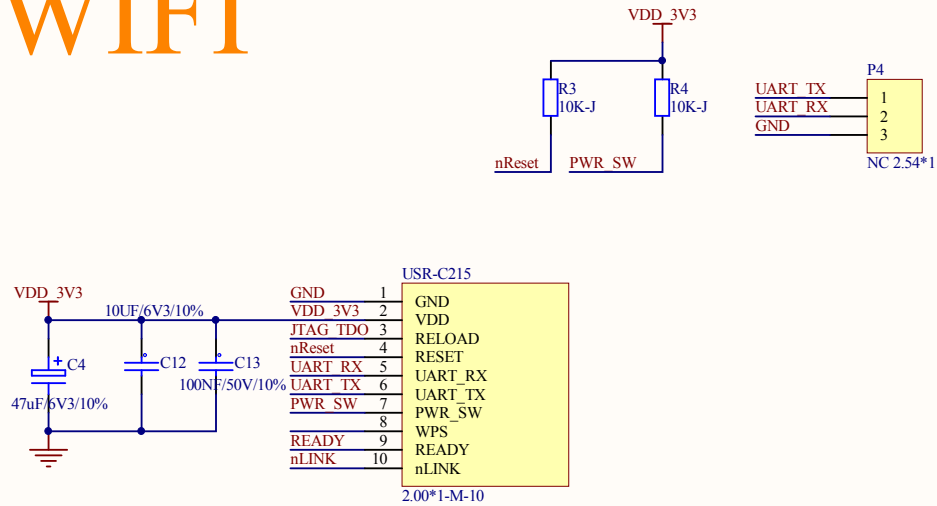 WIFI
VDD_3V3
R3
10K-J
R4
10K-J
nReset
PWR_SW
P4
UART_TX 1
UART_RX 2
GND 3
NC 2.54*1
USR-C215
VDD_3V3
10UF/6V3/10%
C4
C12
C13
47uF/6V3/10%
100NF/50V/10%
GND 1 GND
VDD_3V3 2 VDD
JTAG_TDO 3 RELOAD
nReset 4 RESET
UART_RX 5 UART_RX
UART_TX 6 UART_TX
PWR_SW 7 PWR_SW
8 WPS
READY 9 READY
nLINK 10 nLINK
2.00*1-M-10